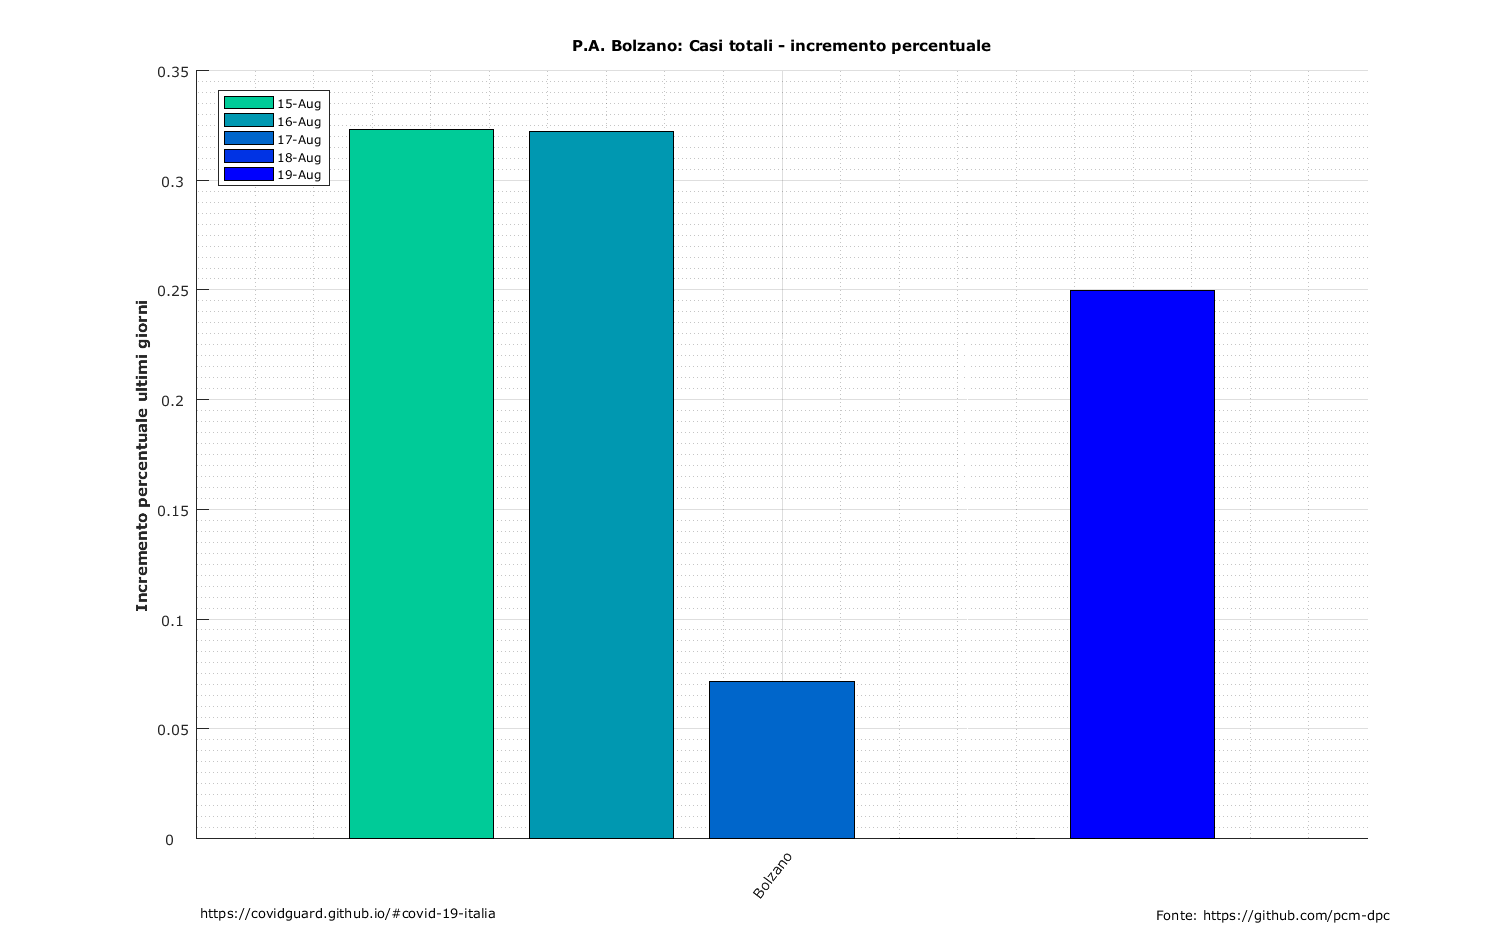 P.A. Bolzano: Casi totali - incremento percentuale
Incremento percentuale ultimi giorni
0.35
0.3
0.25
0.2
0.15
0.1
0.05
0
15-Aug
16-Aug
17-Aug
18-Aug
19-Aug
Bolzano
https://covidguard.github.io/#covid-19-italia
Fonte: https://github.com/pcm-dpc